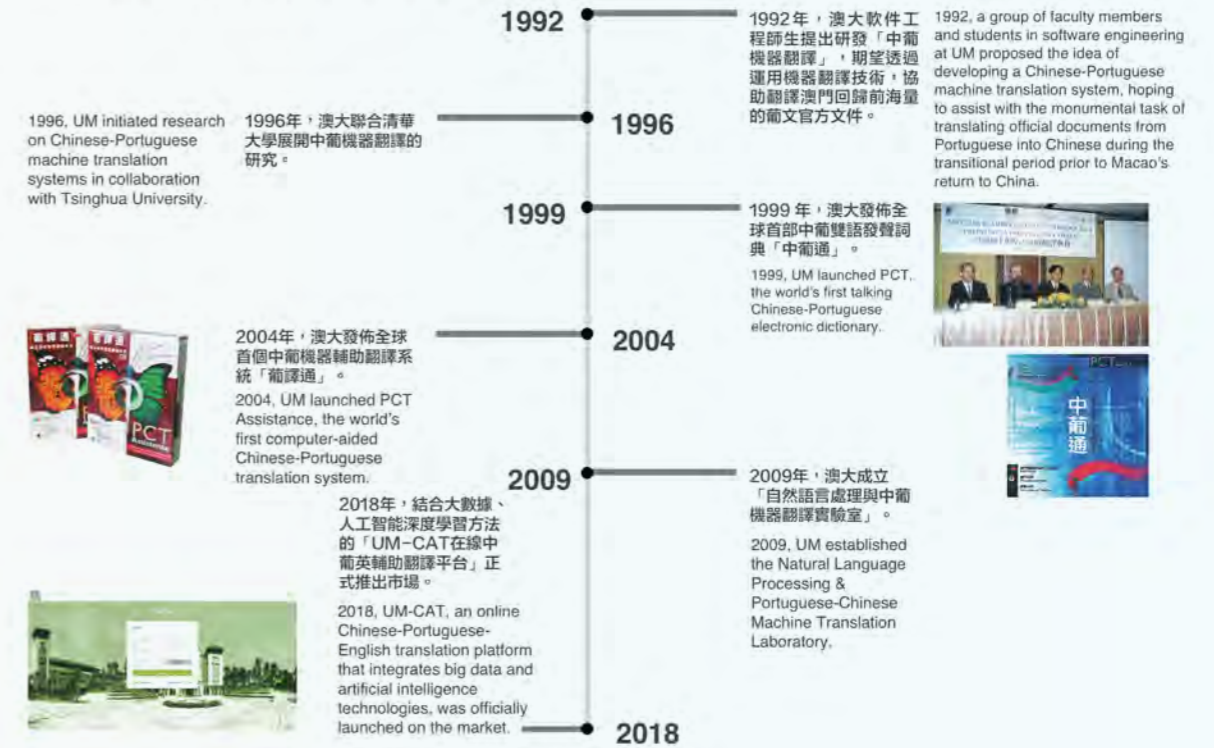 1992
1992年，澳大軟件工
程師生提出研發「中葡
機器翻譯」，期望透過
運用機器翻譯技術，協
助翻譯澳門回歸前海量
的葡文官方文件。
1992, a group of faculty members
and students in software engineering
at UM proposed the idea of
developing a Chinese-Portuguese
machine translation system, hoping
to assist with the monumental task of
translating official documents from
Portuguese into Chinese during the
transitional period prior to Macao's
return to China.
1996, UM initiated research
on Chinese-Portuguese
machine translation
systems in collaboration
with Tsinghua University.
1996年，澳大聯合清華
大學展開中葡機器翻譯的
研究。
1996
1999
1999 年，澳大發佈全
球首部中葡雙語發聲詞
典「中葡通」。
1999, UM launched PCT,
the world's first talking
Chinese-Portuguese
electronic dictionary.
葡譯通
葡譯通
PCT
2004年，澳大發佈全球
首個中葡機器輔助翻譯系
統「葡譯通」。
2004, UM launched PCT
Assistance, the world's
first computer-aided
Chinese-Portuguese
translation system.
2004
PCT
中葡通
2009
2009年，澳大成立
「自然語言處理與中葡
機器翻譯實驗室」。
2009, UM established
the Natural Language
Processing &
Portuguese-Chinese
Machine Translation
Laboratory.
2018年，結合大數據、
人工智能深度學習方法
的「UM-CAT在線中
葡英輔助翻譯平台」正
式推出市場。
2018, UM-CAT, an online
Chinese-Portuguese-
English translation platform
that integrates big data and
artificial intelligence
technologies, was officially
launched on the market.
2018